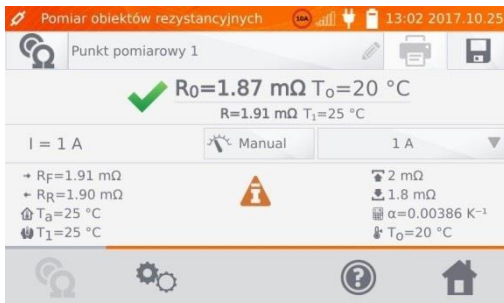 Pomiar obiektów rezystancyjnych 10A 13:02 2017.10.25
Punkt pomiarowy 1
R₀=1.87 mΩ T₀=20 °C
R=1.91 mΩ T₁=25 °C
I = 1 A Manual 1 A
RF=1.91 mΩ 2 mΩ
RR=1.90 mΩ 1.8 mΩ
Ta=25 °C α=0.00386 K⁻¹
T1=25 °C T₀=20 °C